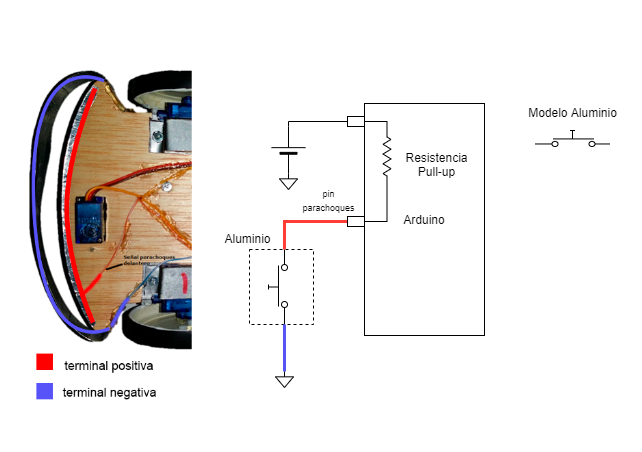 Modelo Aluminio
Resistencia
Pull-up
pin
parachoques
Arduino
Aluminio
Señal parachoques
delantero
terminal positiva
terminal negativa